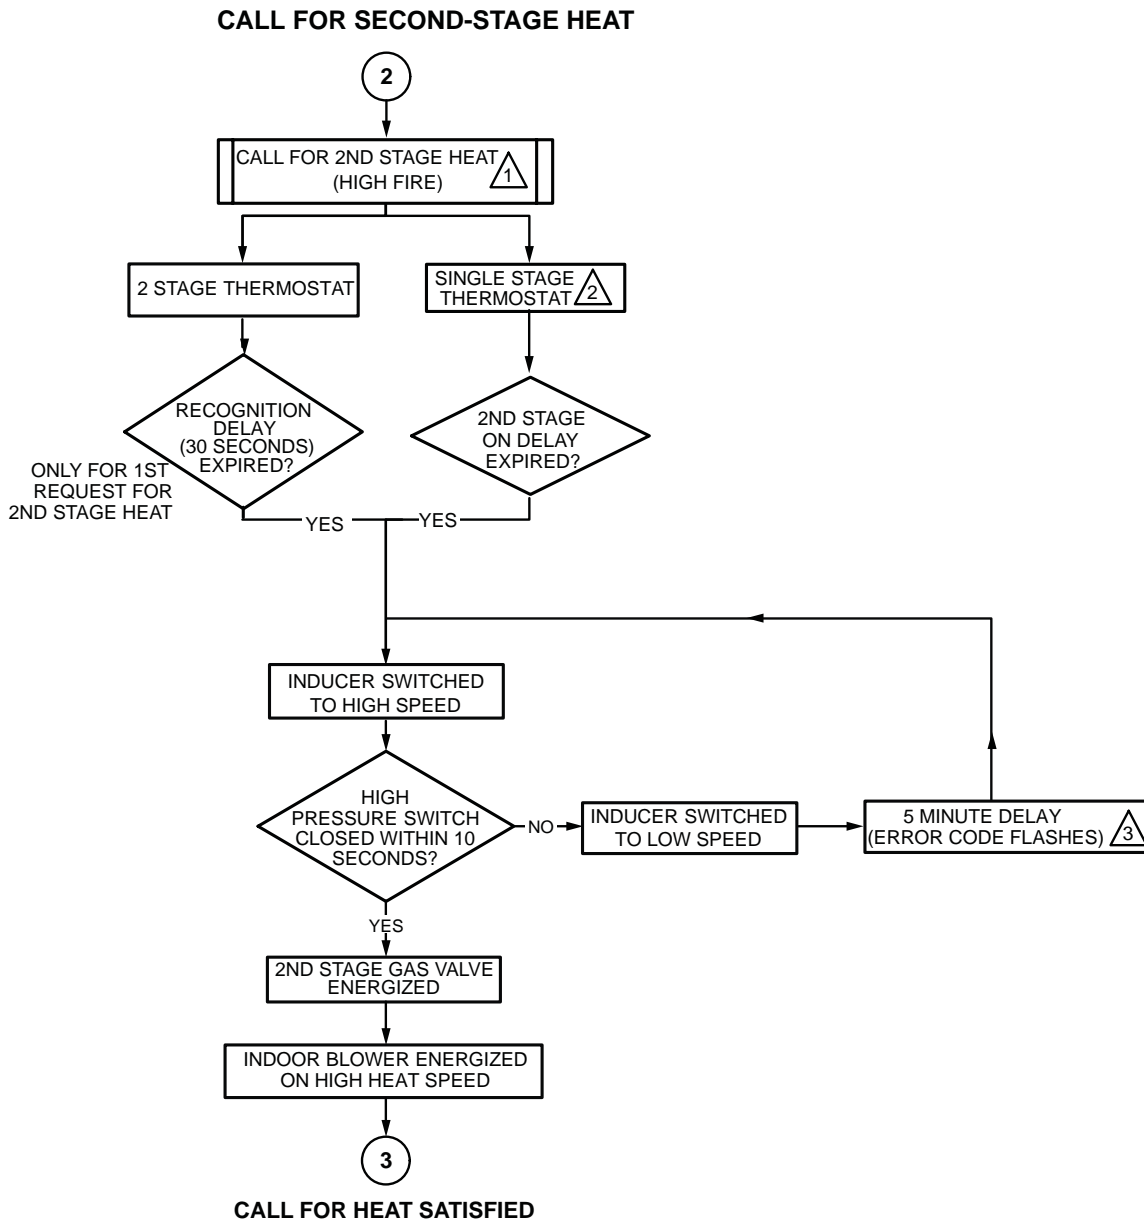 CALL FOR SECOND-STAGE HEAT
2
CALL FOR 2ND STAGE HEAT
(HIGH FIRE)
1
2 STAGE THERMOSTAT
SINGLE STAGE
THERMOSTAT
2
RECOGNITION
DELAY
(30 SECONDS)
EXPIRED?
2ND STAGE
ON DELAY
EXPIRED?
ONLY FOR 1ST
REQUEST FOR
2ND STAGE HEAT
YES
YES
INDUCER SWITCHED
TO HIGH SPEED
HIGH
PRESSURE SWITCH
CLOSED WITHIN 10
SECONDS?
NO
INDUCER SWITCHED
TO LOW SPEED
5 MINUTE DELAY
(ERROR CODE FLASHES)
3
YES
2ND STAGE GAS VALVE
ENERGIZED
INDOOR BLOWER ENERGIZED
ON HIGH HEAT SPEED
3
CALL FOR HEAT SATISFIED